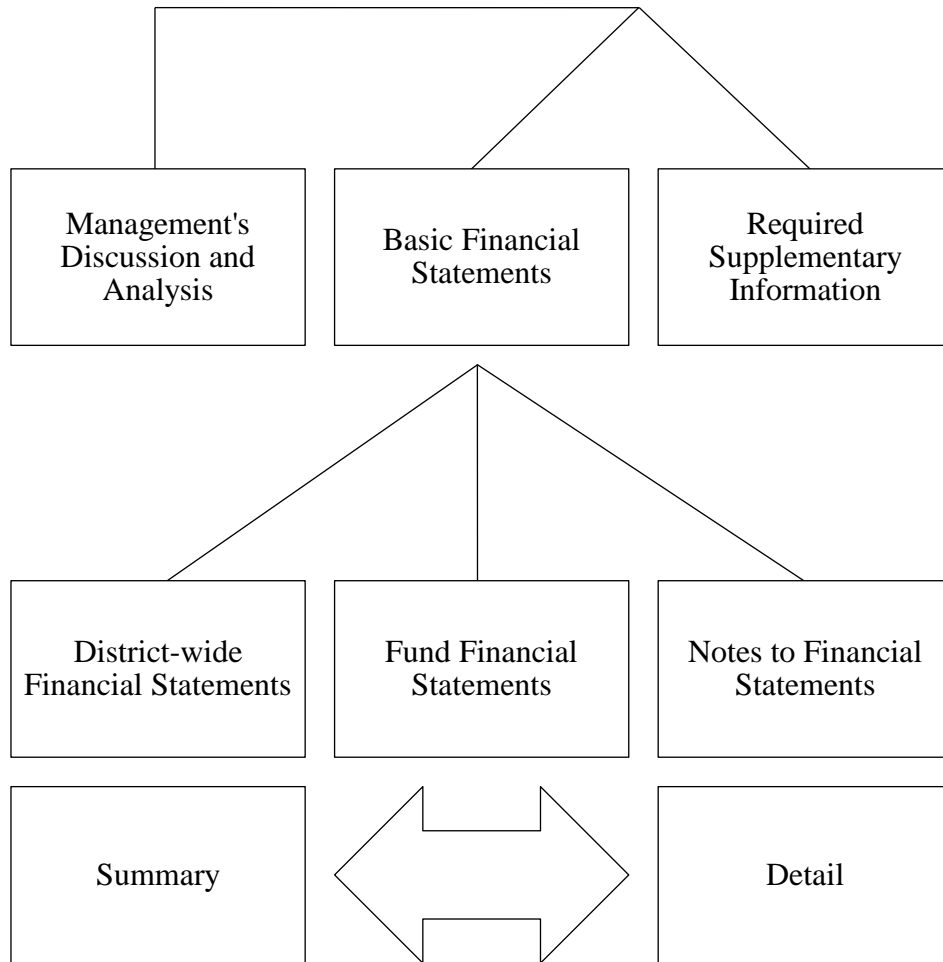 Management's
Discussion and
Analysis
Basic Financial
Statements
Required
Supplementary
Information
District-wide
Financial Statements
Fund Financial
Statements
Notes to Financial
Statements
Summary
Detail